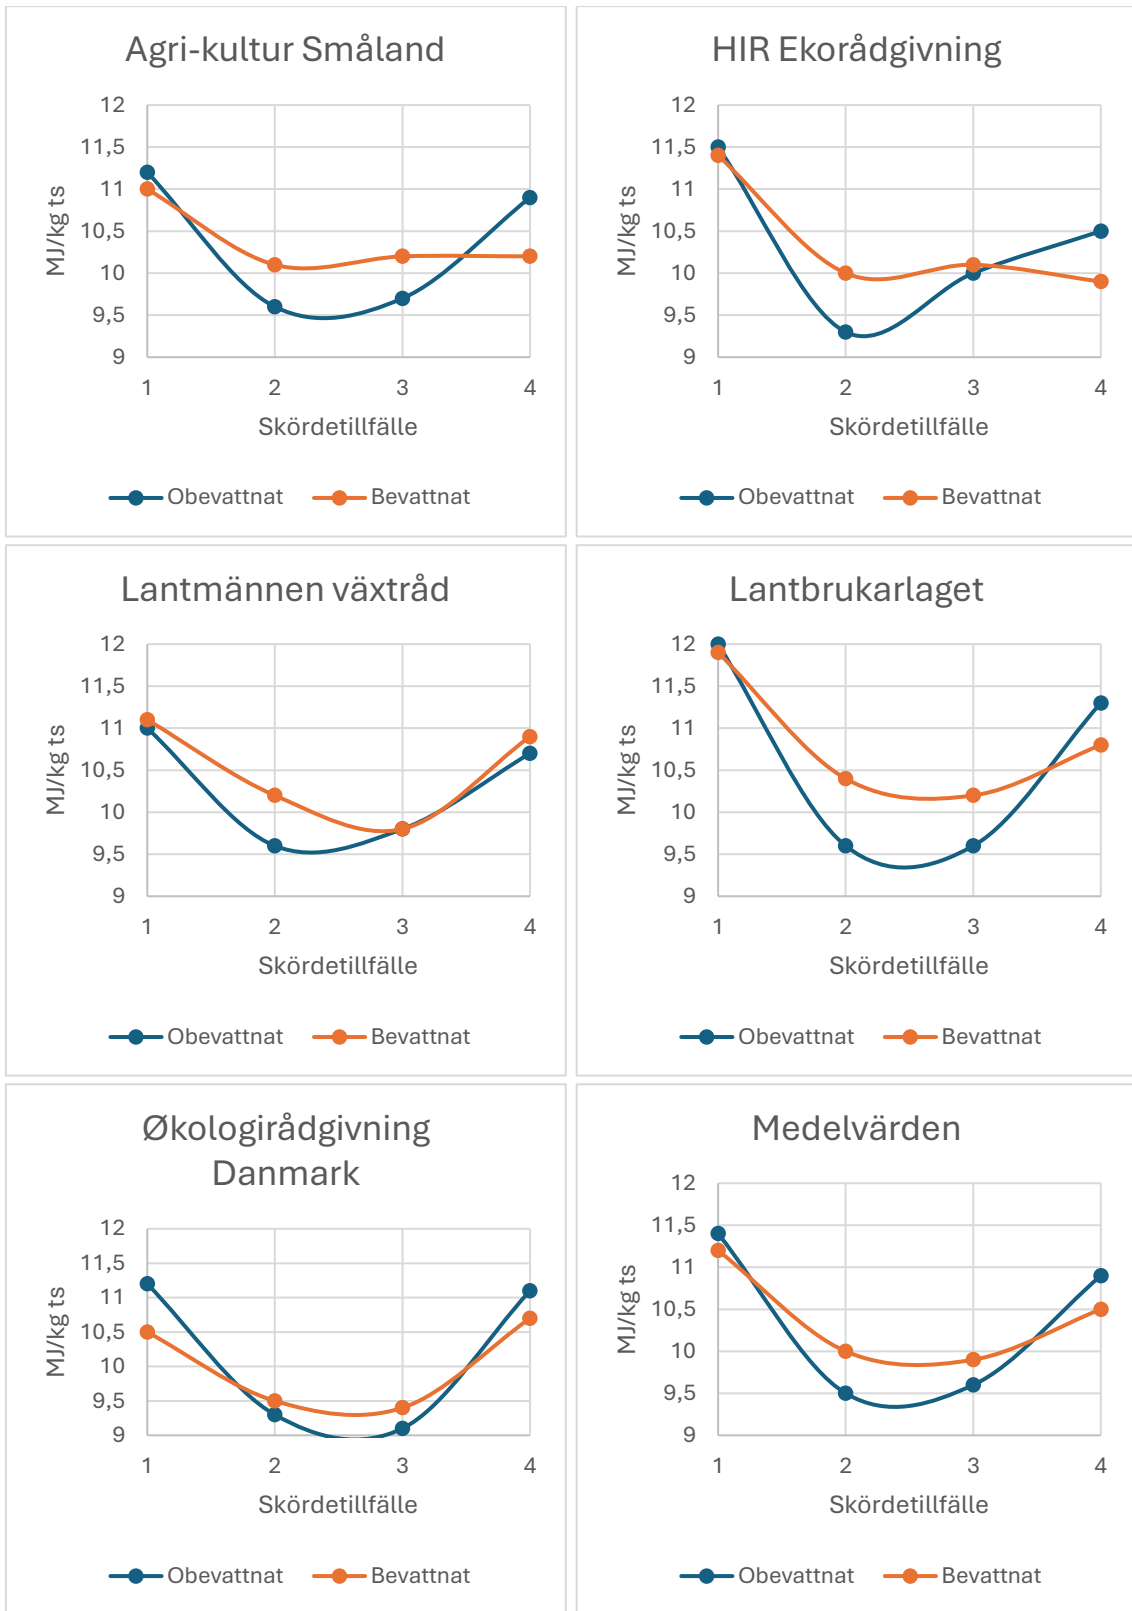 Agri-kultur Småland
12
11,5
11
10,5
10
9,5
9
MJ/kg ts
1 2 3 4
Skördetillfälle
Obevattnat Bevattnat
HIR Ekorådgivning
12
11,5
11
10,5
10
9,5
9
MJ/kg ts
1 2 3 4
Skördetillfälle
Obevattnat Bevattnat
Lantmännen växtråd
12
11,5
11
10,5
10
9,5
9
MJ/kg ts
1 2 3 4
Skördetillfälle
Obevattnat Bevattnat
Lantbrukarlaget
12
11,5
11
10,5
10
9,5
9
MJ/kg ts
1 2 3 4
Skördetillfälle
Obevattnat Bevattnat
Økologirådgivning
Danmark
12
11,5
11
10,5
10
9,5
9
MJ/kg ts
1 2 3 4
Skördetillfälle
Obevattnat Bevattnat
Medelvärden
12
11,5
11
10,5
10
9,5
9
MJ/kg ts
1 2 3 4
Skördetillfälle
Obevattnat Bevattnat